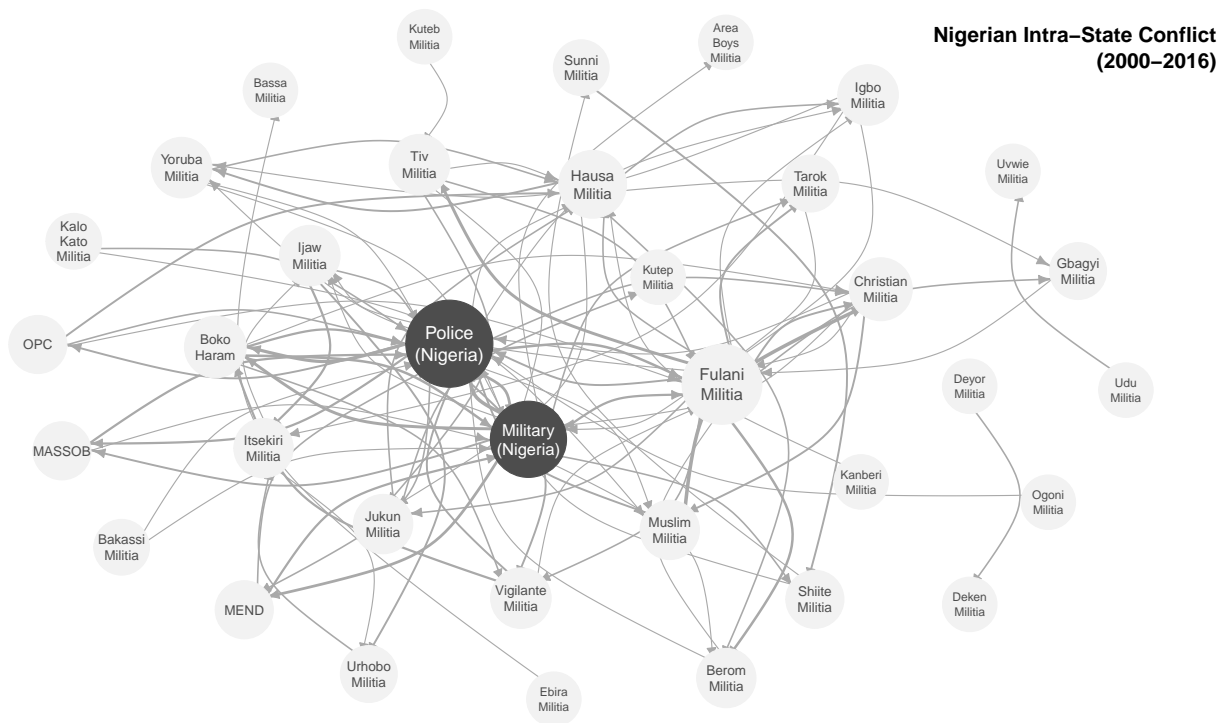 Nigerian Intra–State Conflict
(2000–2016)
Kuteb
Militia
Area
Boys
Militia
Sunni
Militia
Bassa
Militia
Igbo
Militia
Yoruba
Militia
Tiv
Militia
Hausa
Militia
Tarok
Militia
Uvwie
Militia
Kalo
Kato
Militia
Ijaw
Militia
Kutep
Militia
Christian
Militia
Gbagyi
Militia
OPC
Boko
Haram
Police
(Nigeria)
Fulani
Militia
Deyor
Militia
Udu
Militia
MASSOB
Itsekiri
Militia
Military
(Nigeria)
Kanberi
Militia
Ogoni
Militia
Bakassi
Militia
Jukun
Militia
Muslim
Militia
MEND
Vigilante
Militia
Shiite
Militia
Deken
Militia
Urhobo
Militia
Ebira
Militia
Berom
Militia